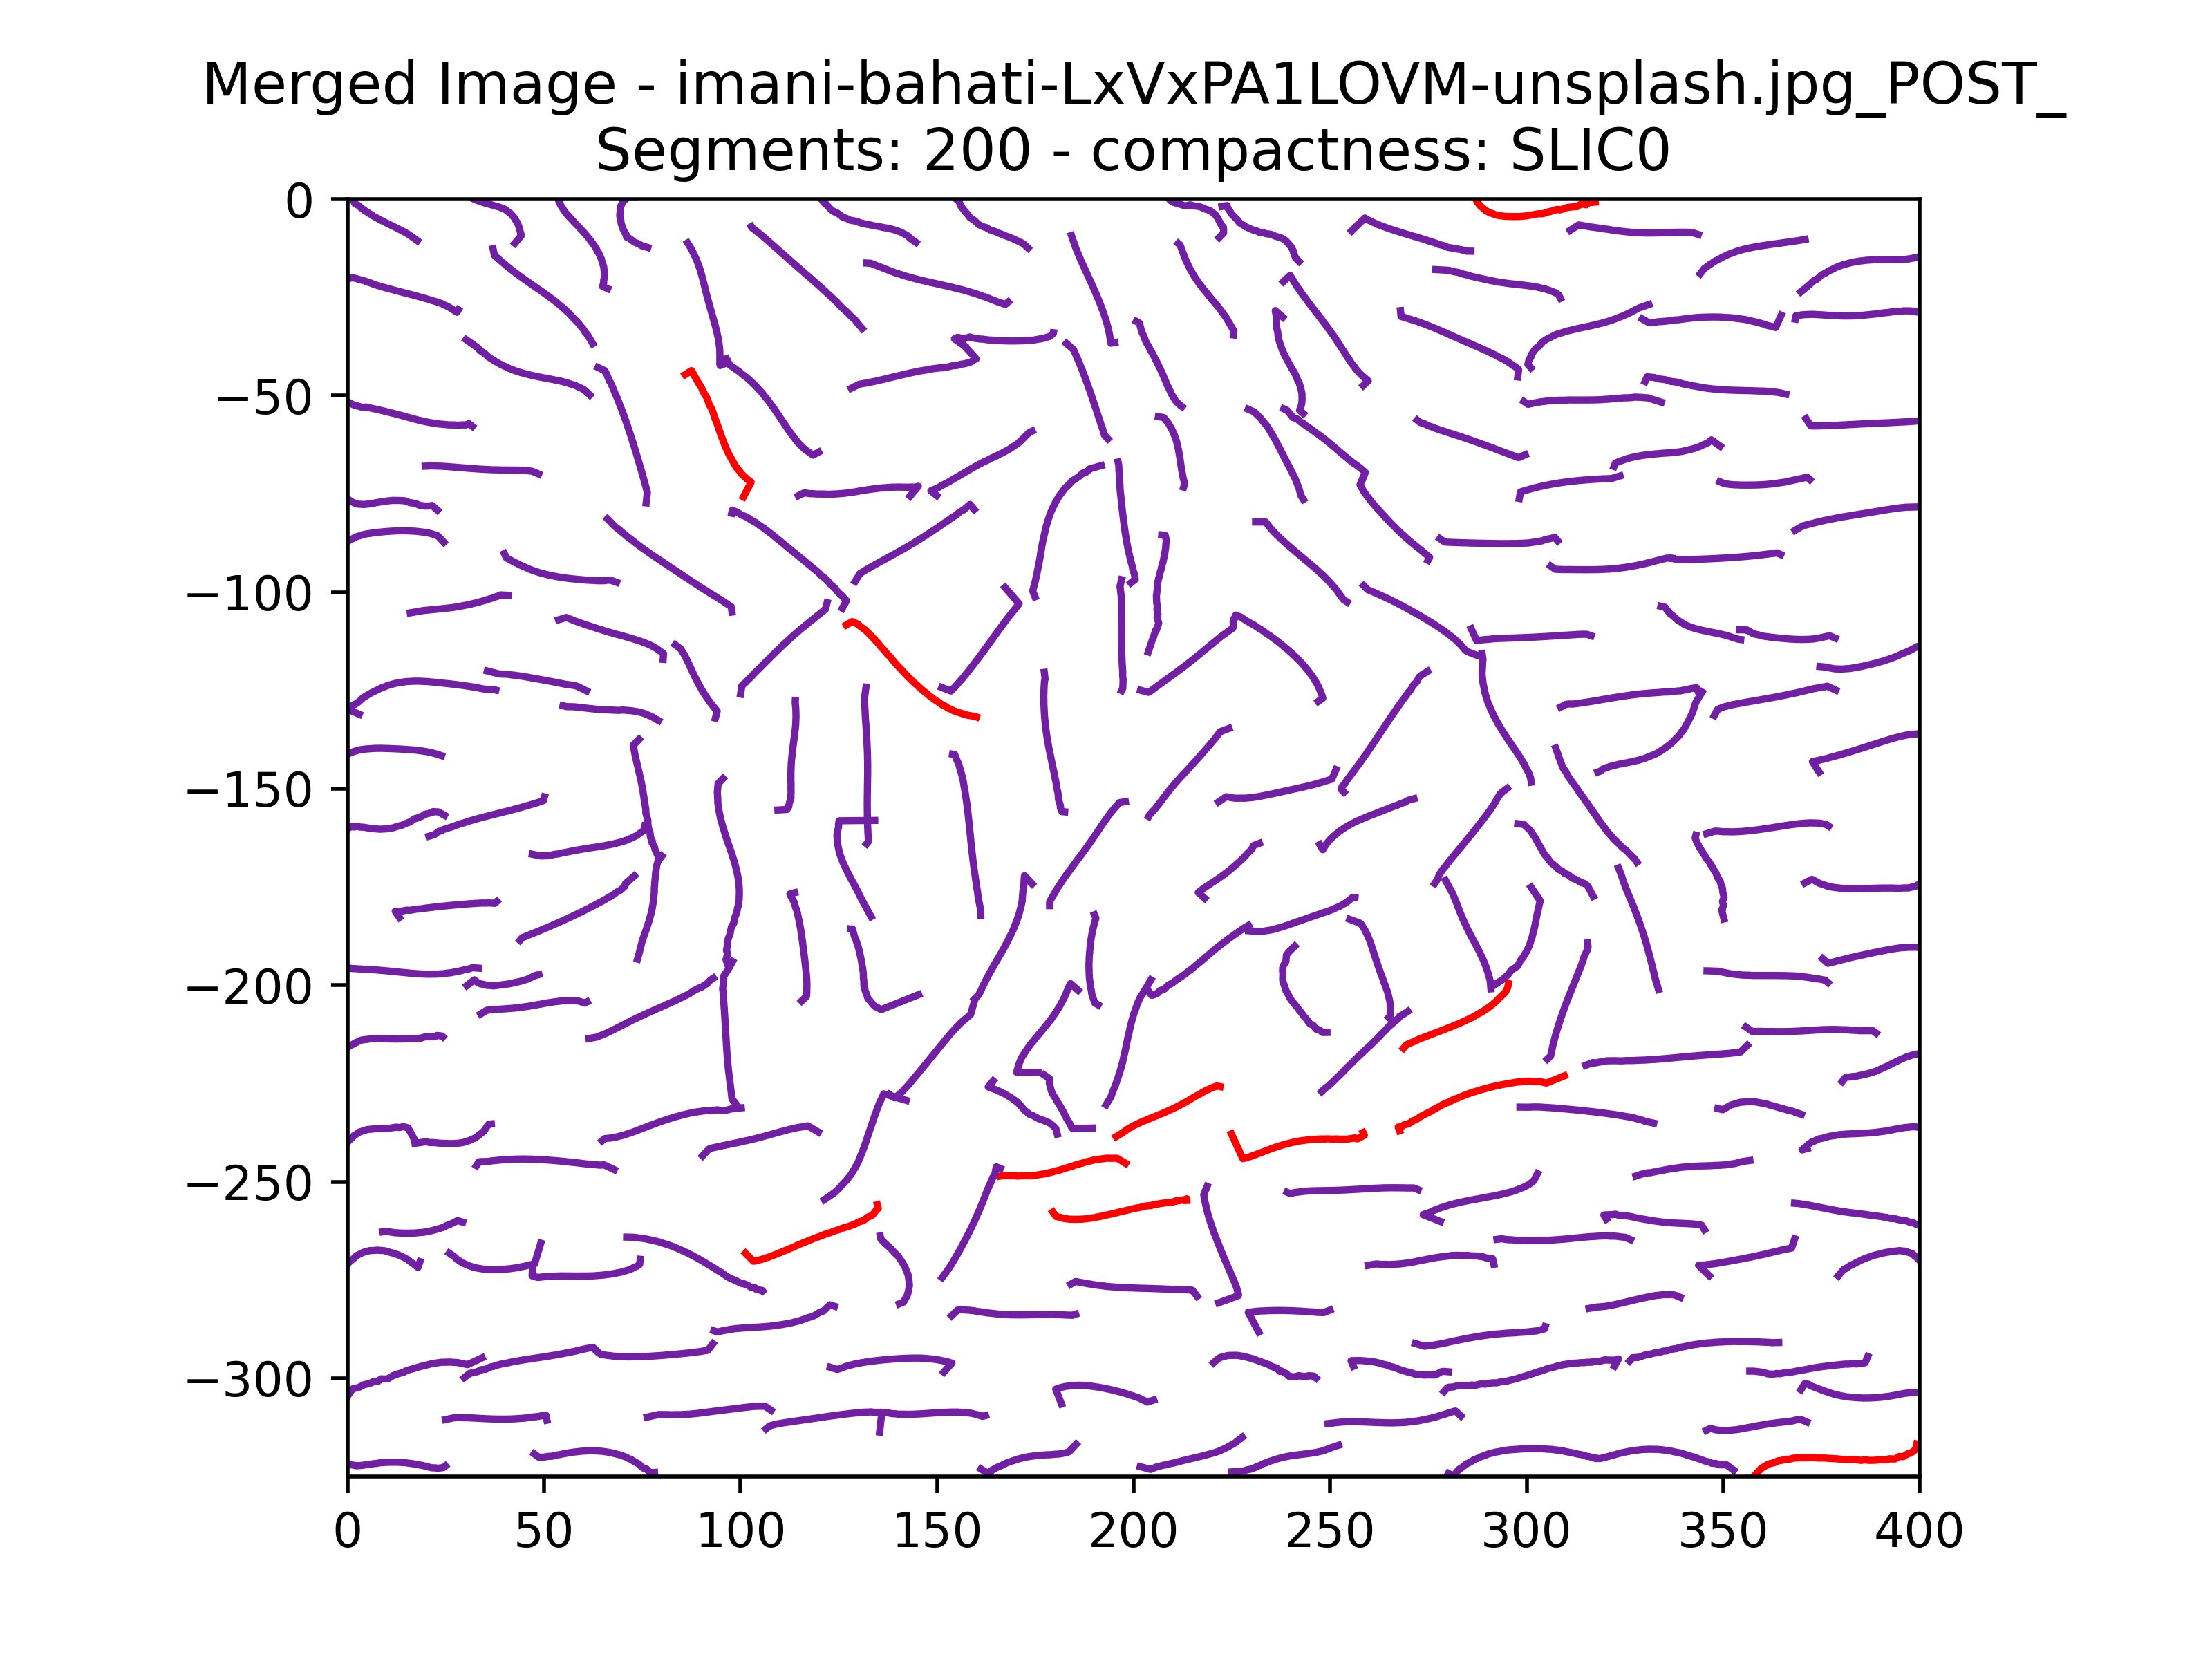 Merged Image - imani-bahati-LxVxPA1LOVM-unsplash.jpg_POST_
Segments: 200 - compactness: SLIC0
0
−50
−100
−150
−200
−250
−300
0 50 100 150 200 250 300 350 400